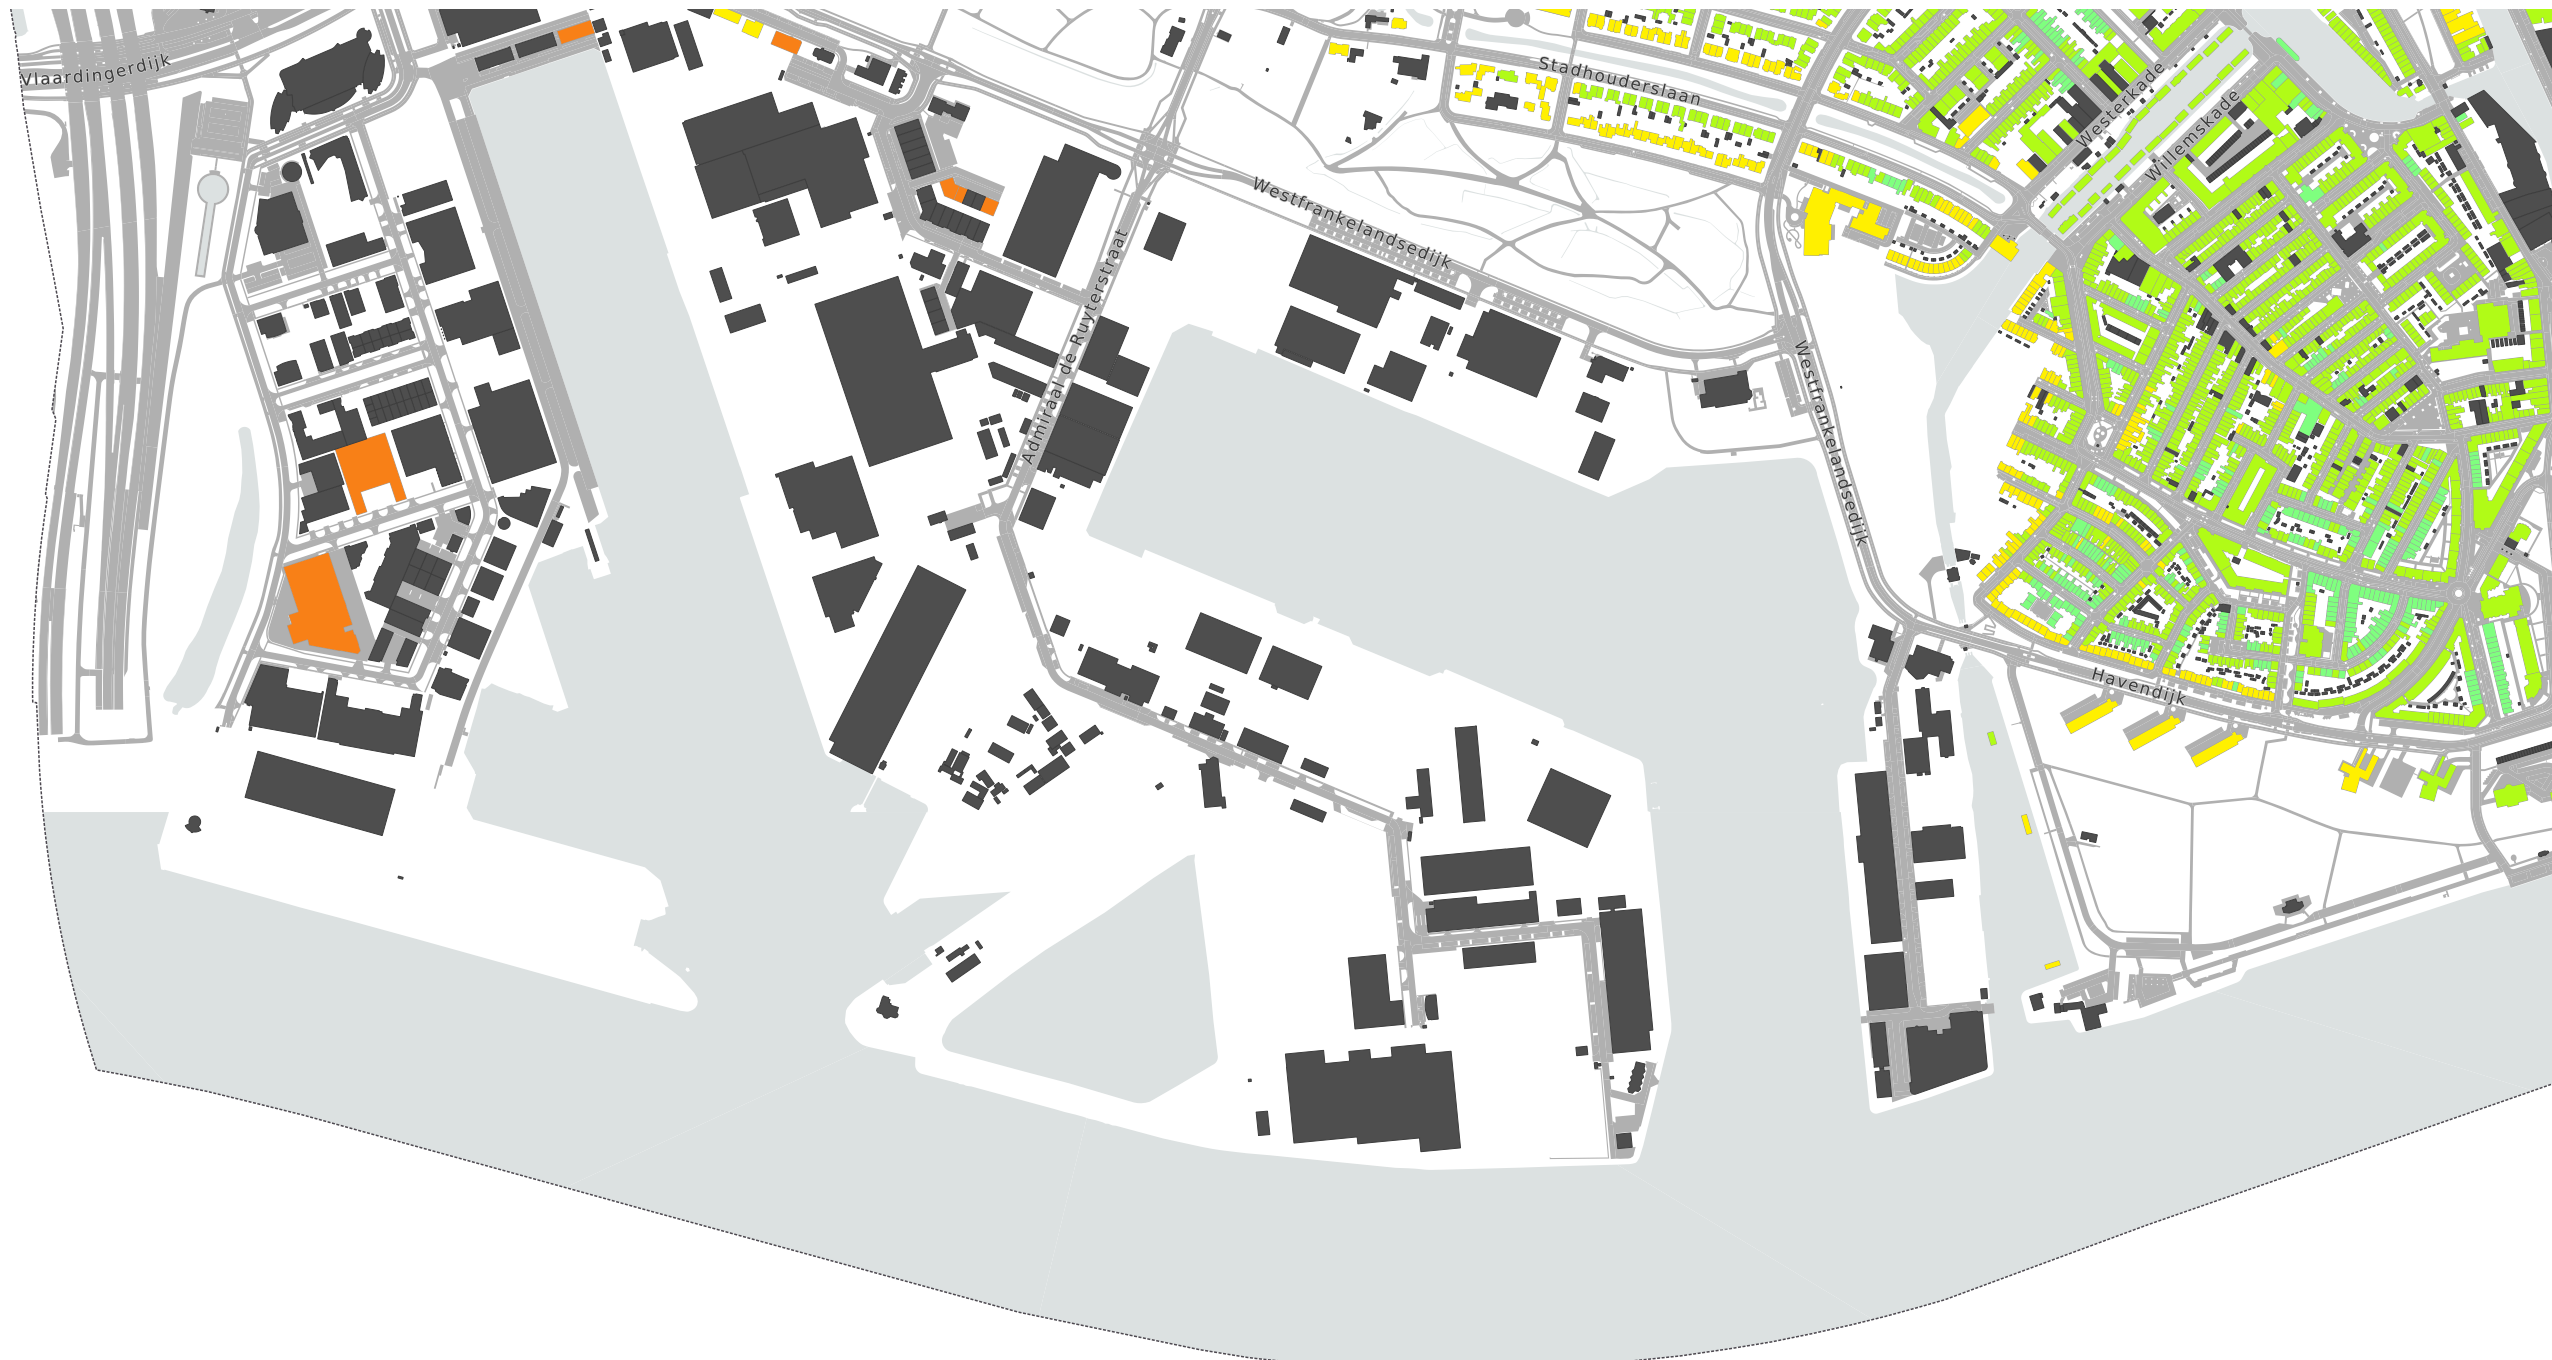 Vlaardingerdijk
Stadhouderslaan
Westerkade
Willemskade
Westfrankelandsedijk
Admiraal de Ruyterstraat
Westfrankelandsedijk
Havendijk